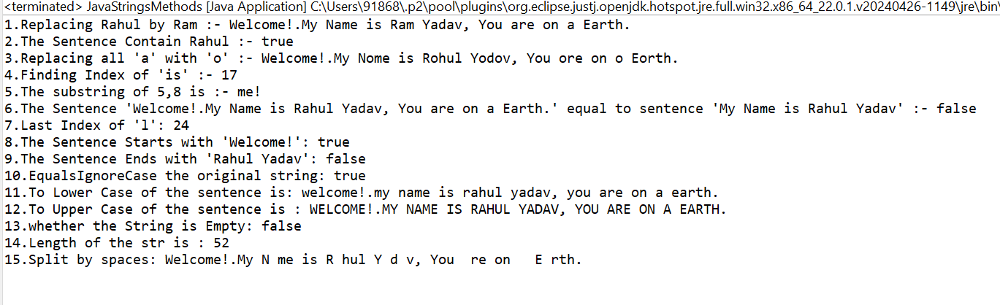 <terminated> JavaStringsMethods [Java Application] C:\Users\91868\.p2\pool\plugins\org.eclipse.justj.openjdk.hotspot.jre.full.win32.x86_64_22.0.1.v20240426-1149\jre\bin\
1.Replacing Rahul by Ram :- Welcome!.My Name is Ram Yadav, You are on a Earth.
2.The Sentence Contain Rahul :- true
3.Replacing all 'a' with 'o' :- Welcome!.My Nome is Rohul Yodov, You ore on o Eorth.
4.Finding Index of 'is' :- 17
5.The substring of 5,8 is :- me!
6.The Sentence 'Welcome!.My Name is Rahul Yadav, You are on a Earth.' equal to sentence 'My Name is Rahul Yadav' :- false
7.Last Index of 'l': 24
8.The Sentence Starts with 'Welcome!': true
9.The Sentence Ends with 'Rahul Yadav': false
10.EqualsIgnoreCase the original string: true
11.To Lower Case of the sentence is: welcome!.my name is rahul yadav, you are on a earth.
12.To Upper Case of the sentence is : WELCOME!.MY NAME IS RAHUL YADAV, YOU ARE ON A EARTH.
13.whether the String is Empty: false
14.Length of the str is : 52
15.Split by spaces: Welcome!.My N me is R hul Y d v, You  re on   E rth.